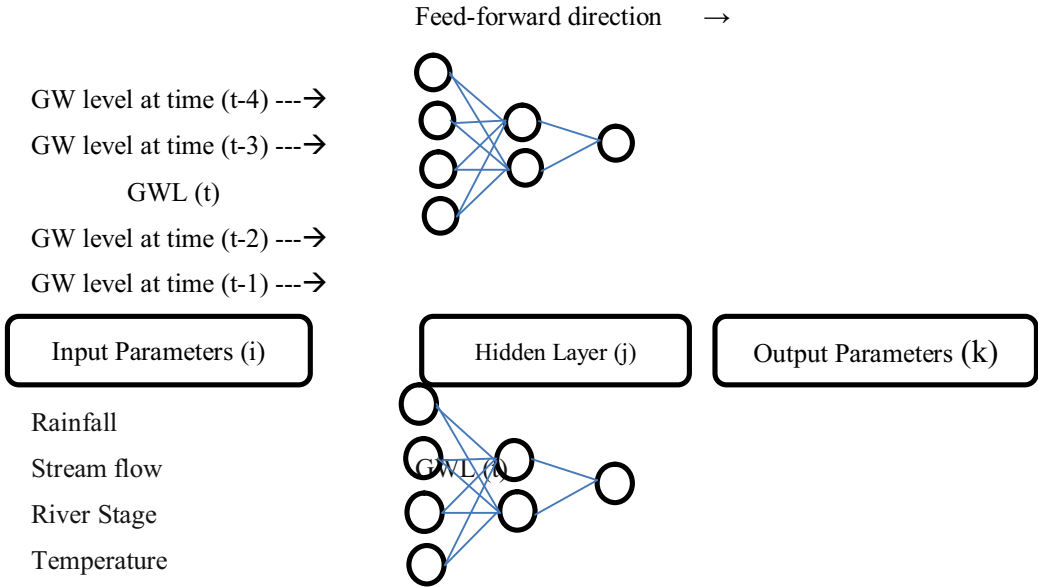 Feed-forward direction →
GW level at time (t-4) ---→
GW level at time (t-3) ---→
GWL (t)
GW level at time (t-2) ---→
GW level at time (t-1) ---→
Input Parameters (i)
Hidden Layer (j)
Output Parameters (k)
Rainfall
Stream flow
GWL (t)
River Stage
Temperature